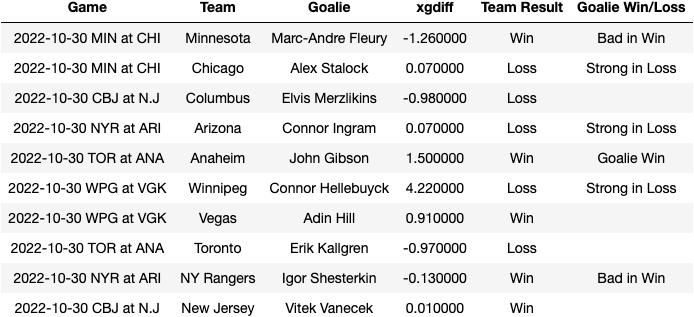 Game Team Goalie xgdiff Team Result Goalie Win/Loss
2022-10-30 MIN at CHI Minnesota Marc-Andre Fleury -1.260000 Win Bad in Win
2022-10-30 MIN at CHI Chicago Alex Stalock 0.070000 Loss Strong in Loss
2022-10-30 CBJ at N.J Columbus Elvis Merzlikins -0.980000 Loss
2022-10-30 NYR at ARI Arizona Connor Ingram 0.070000 Loss Strong in Loss
2022-10-30 TOR at ANA Anaheim John Gibson 1.500000 Win Goalie Win
2022-10-30 WPG at VGK Winnipeg Connor Hellebuyck 4.220000 Loss Strong in Loss
2022-10-30 WPG at VGK Vegas Adin Hill 0.910000 Win
2022-10-30 TOR at ANA Toronto Erik Kallgren -0.970000 Loss
2022-10-30 NYR at ARI NY Rangers Igor Shesterkin -0.130000 Win Bad in Win
2022-10-30 CBJ at N.J New Jersey Vitek Vanecek 0.010000 Win